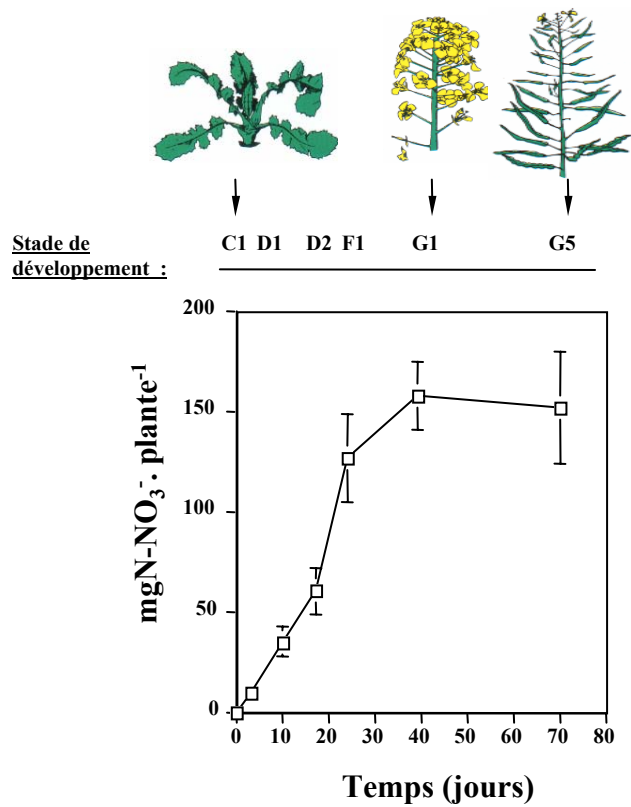 Stade de
développement :
C1 D1 D2 F1 G1 G5
200
150
100
50
0
mgN-NO₃⁻. plante⁻¹
0 10 20 30 40 50 60 70 80
Temps (jours)